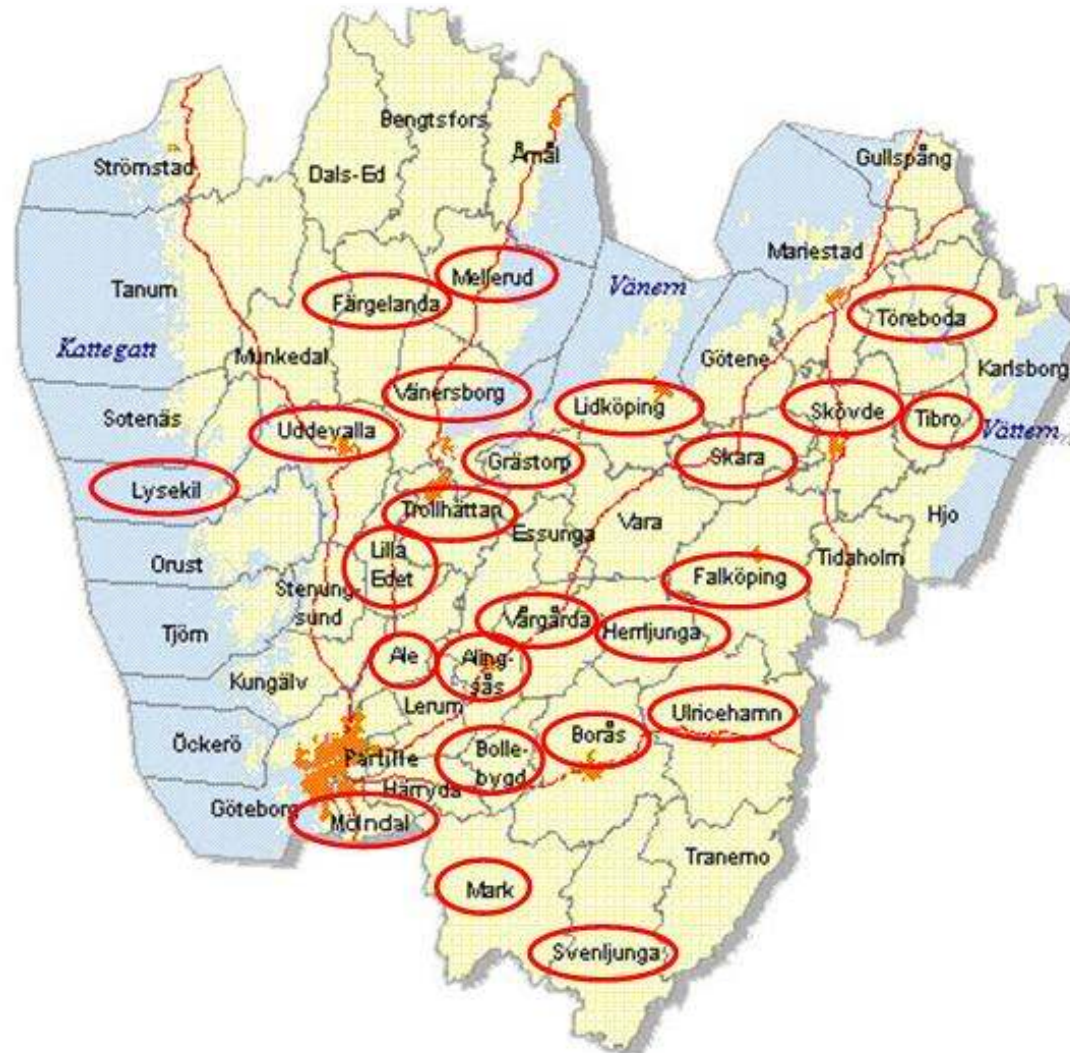 Bengtsfors
Åmål
Gullspång
Strömstad
Dals-Ed
Mariestad
Mellerud
Tanum
Färgelanda
Vänern
Töreboda
Kattegatt
Munkedal
Götene
Karlsborg
Vänersborg
Lidköping
Skövde
Tibro
Sotenäs
Uddevalla
Vättern
Grästorp
Skara
Lysekil
Trollhättan
Vara
Hjo
Essunga
Lilla
Edet
Orust
Tidaholm
Falköping
Stenung-
sund
Vårgårda
Herrljunga
Tjörn
Ale
Aling-
sås
Kungälv
Lerum
Ulricehamn
Öckerö
Borås
Partille
Bolle-
bygd
Härryda
Göteborg
Mölndal
Tranemo
Mark
Svenljunga